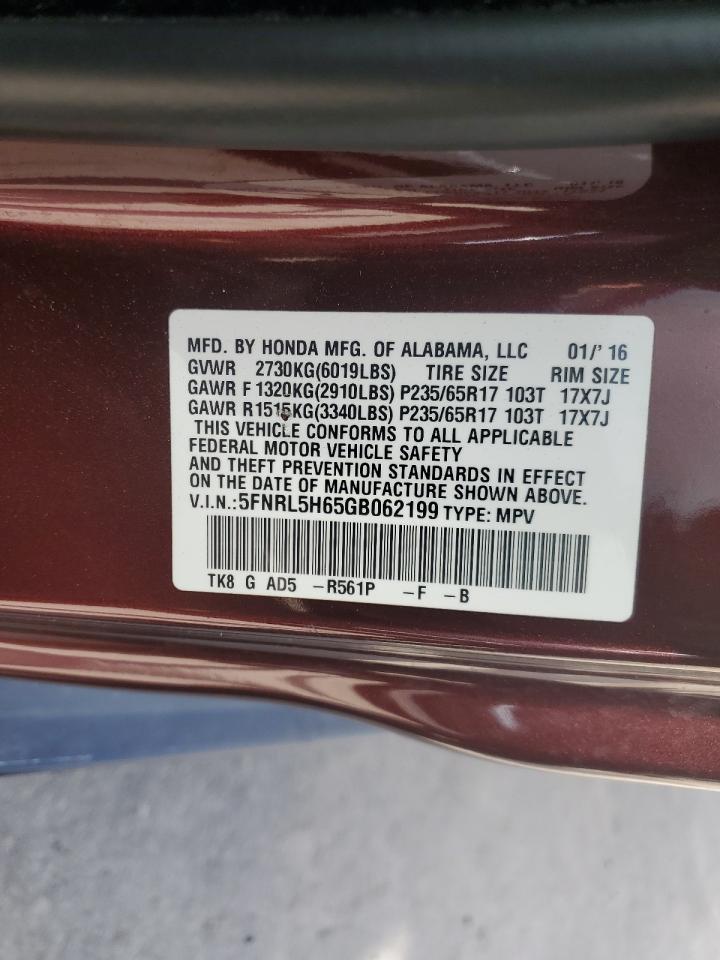 MFD. BY HONDA MFG. OF ALABAMA, LLC 01/' 16
GVWR 2730KG(6019LBS) TIRE SIZE RIM SIZE
GAWR F 1320KG(2910LBS) P235/65R17 103T 17X7J
GAWR R1515KG(3340LBS) P235/65R17 103T 17X7J
THIS VEHICLE CONFORMS TO ALL APPLICABLE
FEDERAL MOTOR VEHICLE SAFETY
AND THEFT PREVENTION STANDARDS IN EFFECT
ON THE DATE OF MANUFACTURE SHOWN ABOVE.
V.I.N.:5FNRL5H65GB062199 TYPE: MPV
TK8 G AD5 -R561P -F -B